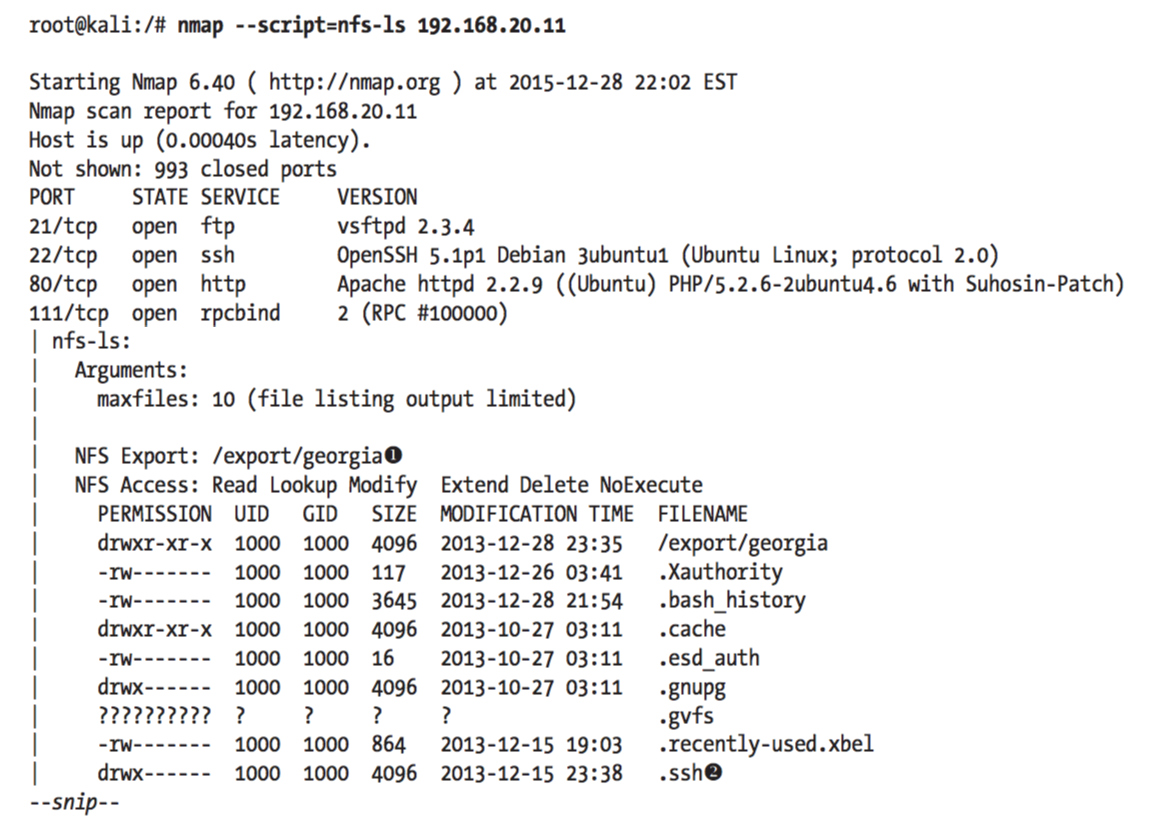 root@kali:/# nmap --script=nfs-ls 192.168.20.11
Starting Nmap 6.40 ( http://nmap.org ) at 2015-12-28 22:02 EST
Nmap scan report for 192.168.20.11
Host is up (0.00040s latency).
Not shown: 993 closed ports
PORT     STATE SERVICE     VERSION
21/tcp   open  ftp         vsftpd 2.3.4
22/tcp   open  ssh         OpenSSH 5.1p1 Debian 3ubuntu1 (Ubuntu Linux; protocol 2.0)
80/tcp   open  http        Apache httpd 2.2.9 ((Ubuntu) PHP/5.2.6-2ubuntu4.6 with Suhosin-Patch)
111/tcp  open  rpcbind     2 (RPC #100000)
| nfs-ls:
|   Arguments:
|     maxfiles: 10 (file listing output limited)
|
|   NFS Export: /export/georgia❶
|   NFS Access: Read Lookup Modify  Extend Delete NoExecute
|     PERMISSION  UID   GID   SIZE  MODIFICATION TIME  FILENAME
|     drwxr-xr-x  1000  1000  4096  2013-12-28 23:35   /export/georgia
|     -rw-------  1000  1000  117   2013-12-26 03:41   .Xauthority
|     -rw-------  1000  1000  3645  2013-12-28 21:54   .bash_history
|     drwxr-xr-x  1000  1000  4096  2013-10-27 03:11   .cache
|     -rw-------  1000  1000  16    2013-10-27 03:11   .esd_auth
|     drwx------  1000  1000  4096  2013-10-27 03:11   .gnupg
|     ??????????  ?     ?     ?     ?                  .gvfs
|     -rw-------  1000  1000  864   2013-12-15 19:03   .recently-used.xbel
|     drwx------  1000  1000  4096  2013-12-15 23:38   .ssh❷
--snip--